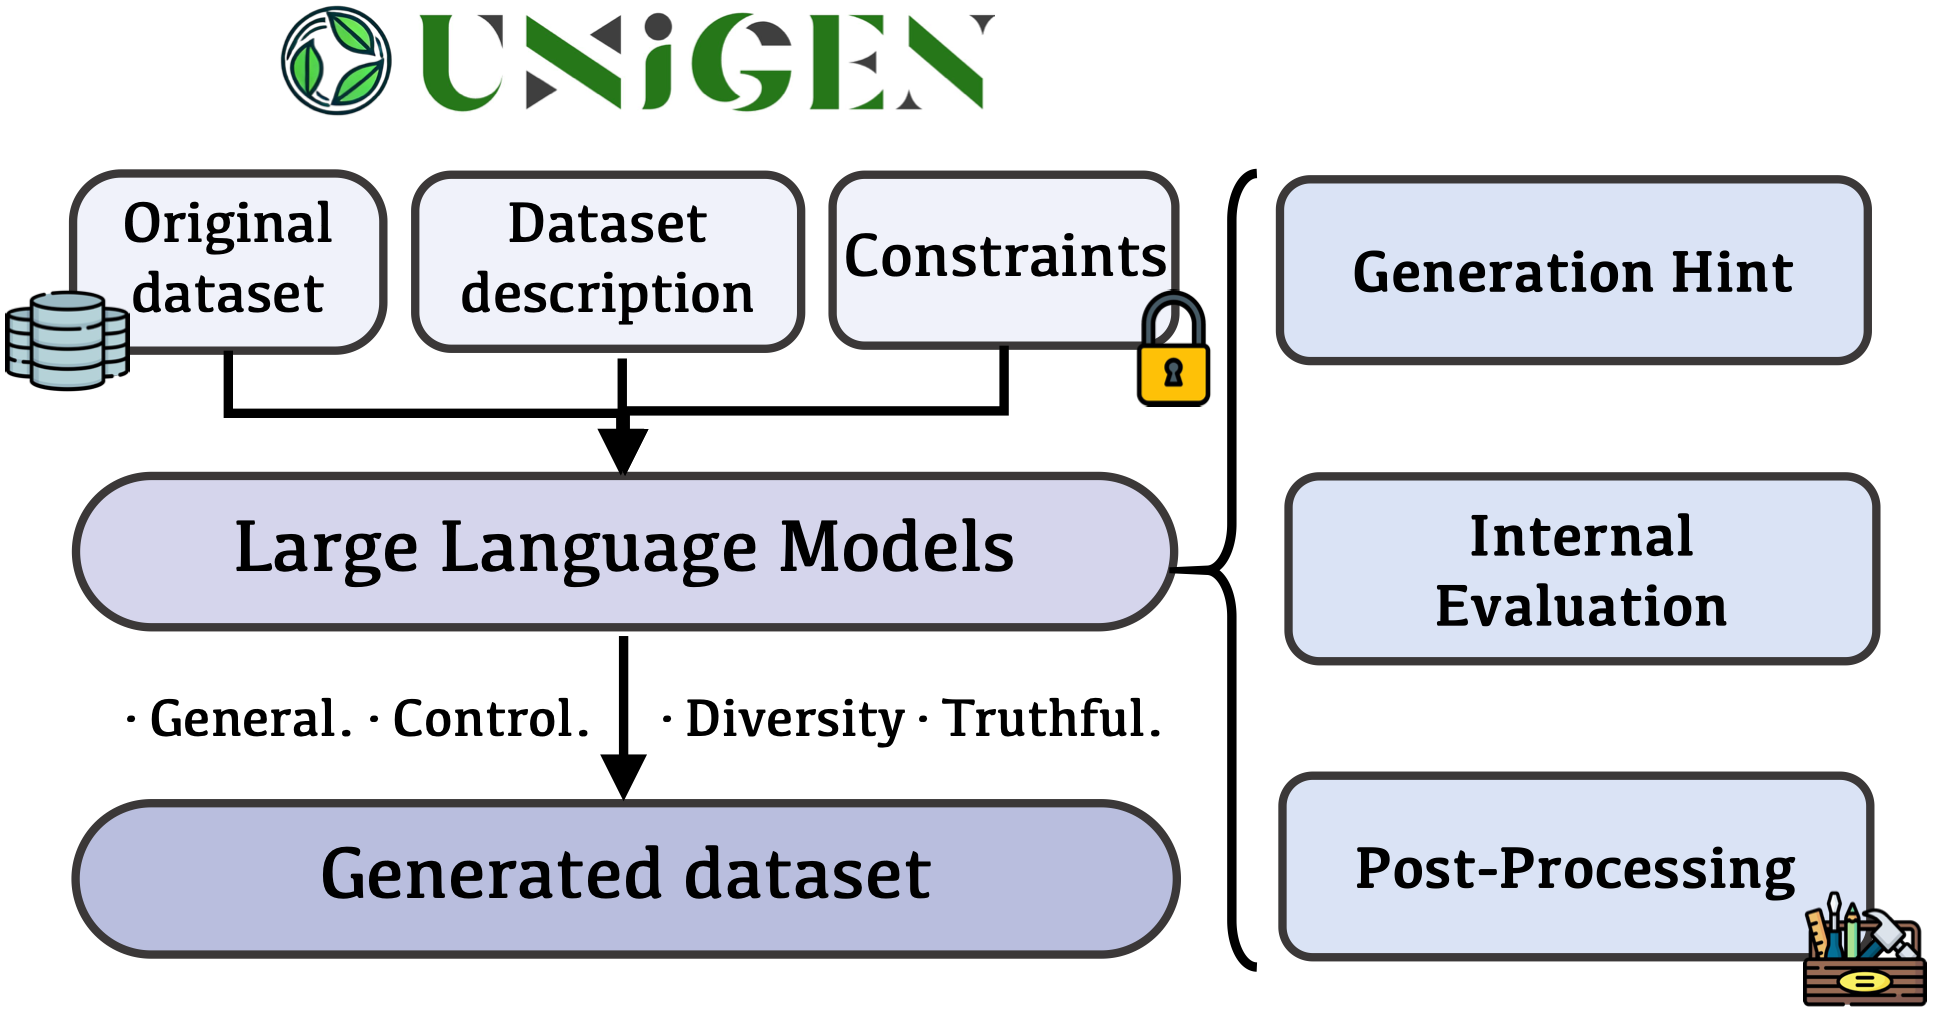 UNiGEN
Original
dataset
Dataset
description
Constraints
Generation Hint
Large Language Models
Internal
Evaluation
· General. · Control.
· Diversity · Truthful.
Generated dataset
Post-Processing